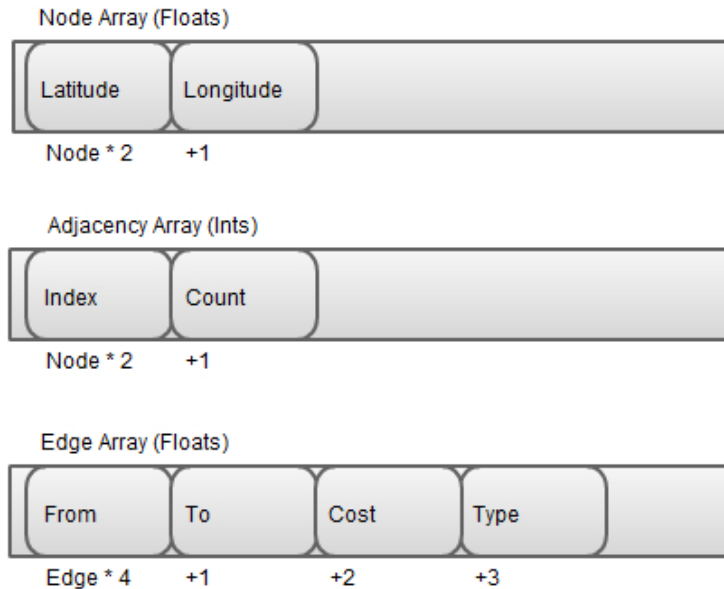 Node Array (Floats)
Latitude Longitude
Node * 2 +1
Adjacency Array (Ints)
Index Count
Node * 2 +1
Edge Array (Floats)
From To Cost Type
Edge * 4 +1 +2 +3